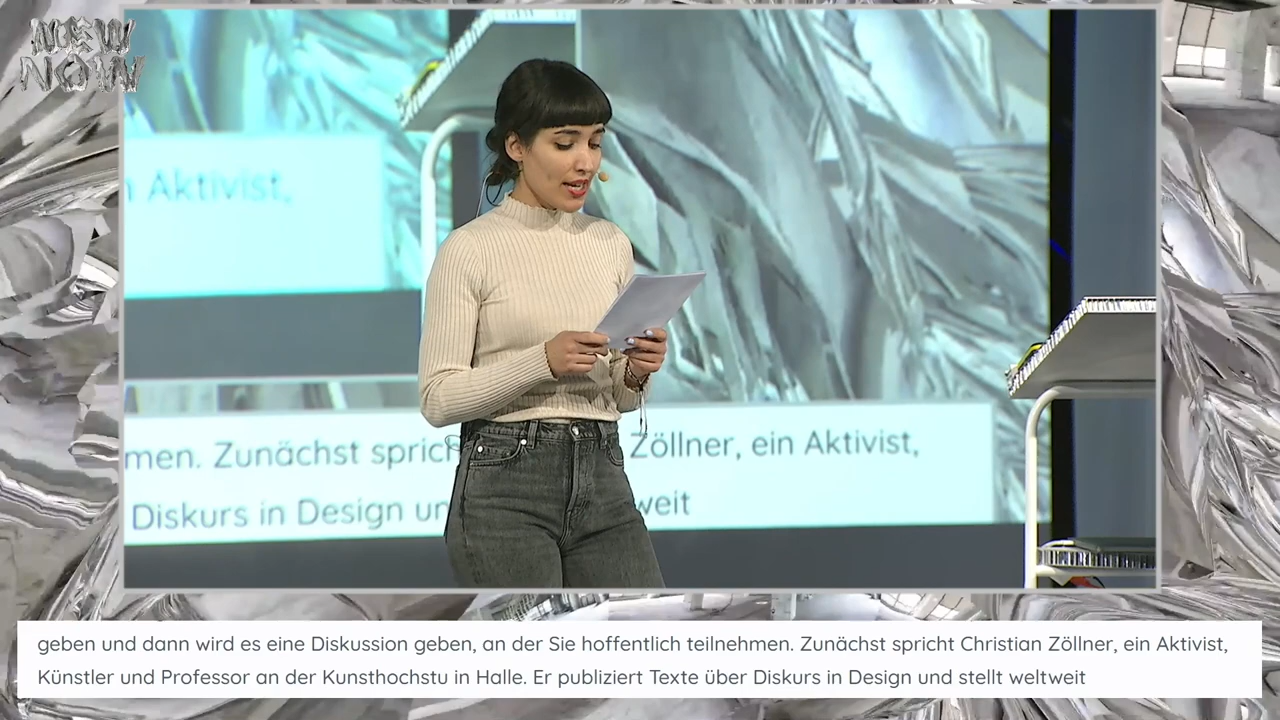 NEW
NOW
n Aktivist,
men. Zunächst sprich Zöllner, ein Aktivist,
Diskurs in Design un weit
geben und dann wird es eine Diskussion geben, an der Sie hoffentlich teilnehmen. Zunächst spricht Christian Zöllner, ein Aktivist,
Künstler und Professor an der Kunsthochstu in Halle. Er publiziert Texte über Diskurs in Design und stellt weltweit